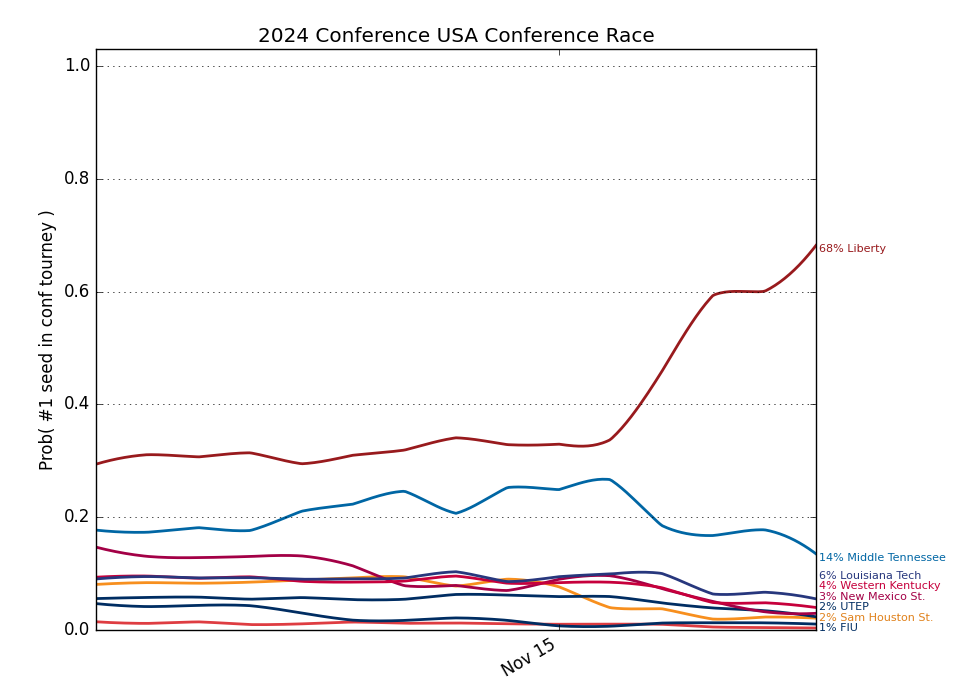 2024 Conference USA Conference Race
1.0
0.8
0.6
0.4
0.2
0.0
Prob( #1 seed in conf tourney )
Nov 15
68% Liberty
14% Middle Tennessee
6% Louisiana Tech
4% Western Kentucky
3% New Mexico St.
2% UTEP
2% Sam Houston St.
1% FIU